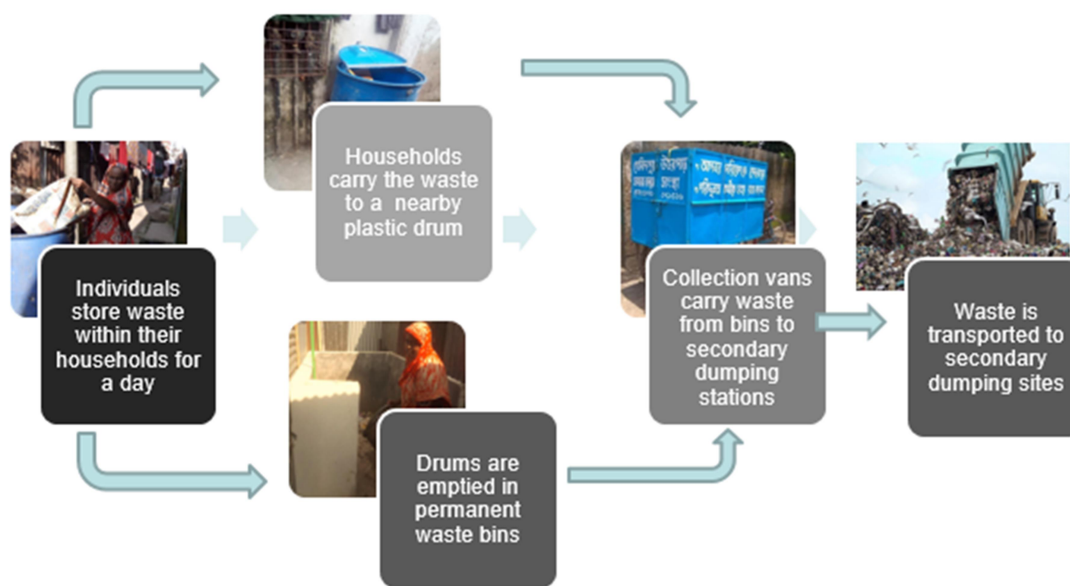 Individuals
store waste
within their
households for
a day
Households
carry the waste
to a nearby
plastic drum
Drums are
emptied in
permanent
waste bins
Collection vans
carry waste
from bins to
secondary
dumping
stations
Waste is
transported to
secondary
dumping sites